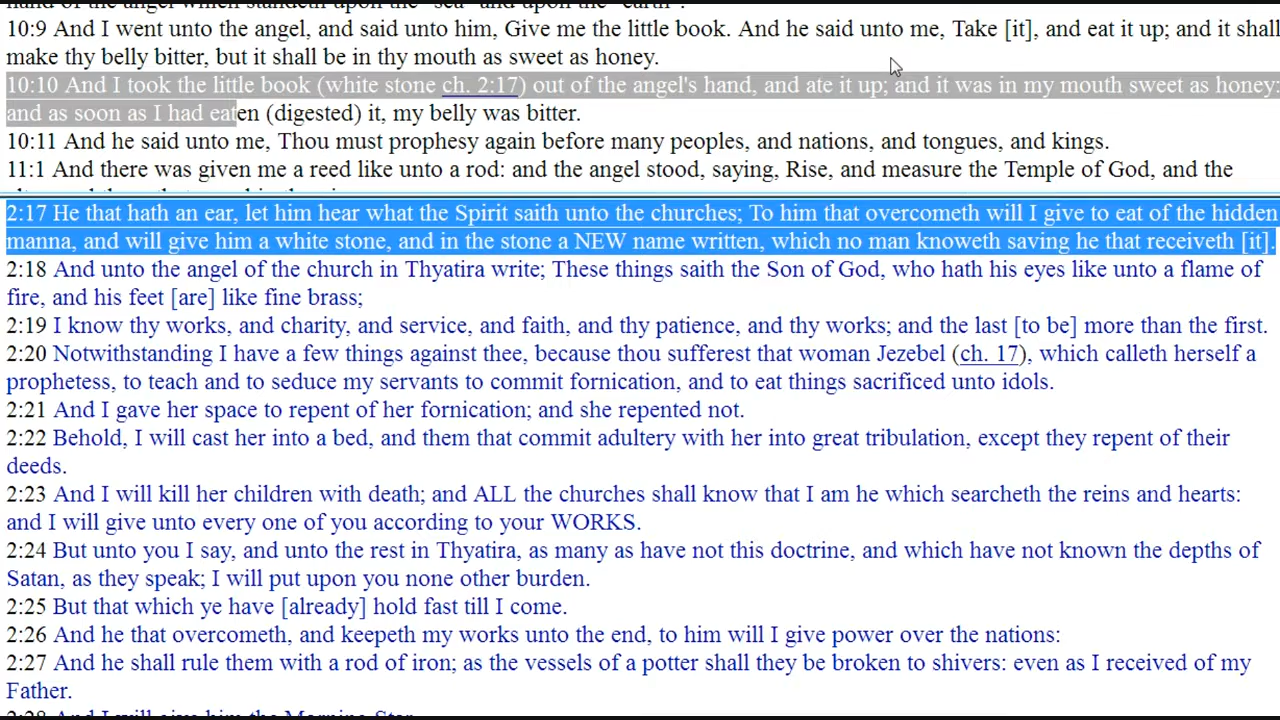 hand of the angel which standeth upon the "sea" and upon the "earth".
10:9 And I went unto the angel, and said unto him, Give me the little book. And he said unto me, Take [it], and eat it up; and it shall
make thy belly bitter, but it shall be in thy mouth as sweet as honey.
10:10 And I took the little book (white stone ch. 2:17) out of the angel's hand, and ate it up; and it was in my mouth sweet as honey:
and as soon as I had eaten (digested) it, my belly was bitter.
10:11 And he said unto me, Thou must prophesy again before many peoples, and nations, and tongues, and kings.
11:1 And there was given me a reed like unto a rod: and the angel stood, saying, Rise, and measure the Temple of God, and the
2:17 He that hath an ear, let him hear what the Spirit saith unto the churches; To him that overcometh will I give to eat of the hidden
manna, and will give him a white stone, and in the stone a NEW name written, which no man knoweth saving he that receiveth [it].
2:18 And unto the angel of the church in Thyatira write; These things saith the Son of God, who hath his eyes like unto a flame of
fire, and his feet [are] like fine brass;
2:19 I know thy works, and charity, and service, and faith, and thy patience, and thy works; and the last [to be] more than the first.
2:20 Notwithstanding I have a few things against thee, because thou sufferest that woman Jezebel (ch. 17), which calleth herself a
prophetess, to teach and to seduce my servants to commit fornication, and to eat things sacrificed unto idols.
2:21 And I gave her space to repent of her fornication; and she repented not.
2:22 Behold, I will cast her into a bed, and them that commit adultery with her into great tribulation, except they repent of their
deeds.
2:23 And I will kill her children with death; and ALL the churches shall know that I am he which searcheth the reins and hearts:
and I will give unto every one of you according to your WORKS.
2:24 But unto you I say, and unto the rest in Thyatira, as many as have not this doctrine, and which have not known the depths of
Satan, as they speak; I will put upon you none other burden.
2:25 But that which ye have [already] hold fast till I come.
2:26 And he that overcometh, and keepeth my works unto the end, to him will I give power over the nations:
2:27 And he shall rule them with a rod of iron; as the vessels of a potter shall they be broken to shivers: even as I received of my
Father.
2:28 And I will give him the Morning Star.